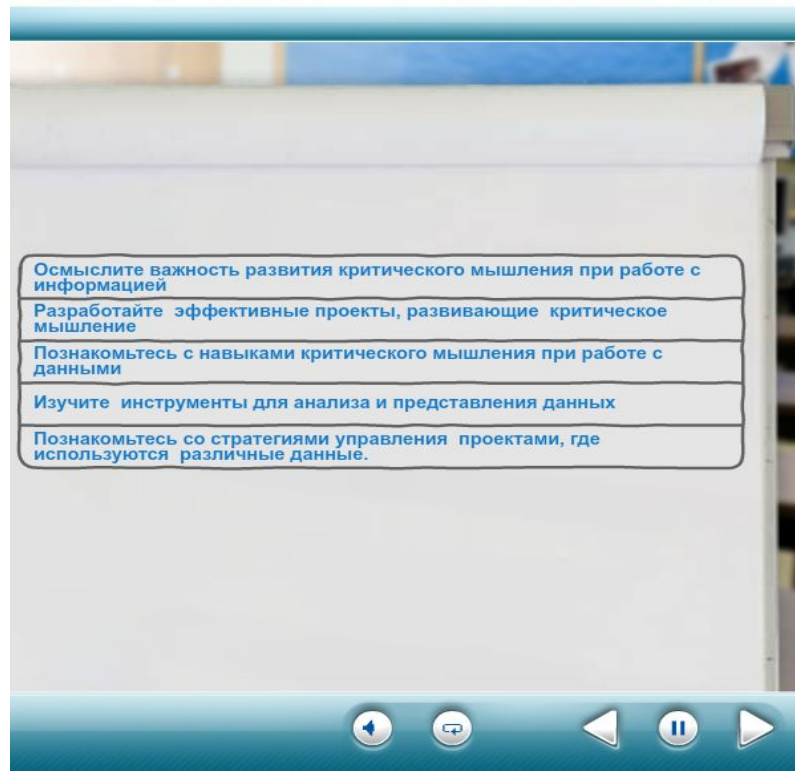 Осмыслите важность развития критического мышления при работе с
информацией
Разработайте эффективные проекты, развивающие критическое
мышление
Познакомьтесь с навыками критического мышления при работе с
данными
Изучите инструменты для анализа и представления данных
Познакомьтесь со стратегиями управления проектами, где
используются различные данные.